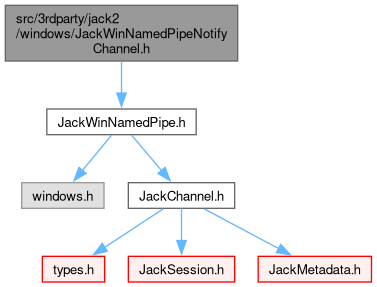 src/3rdparty/jack2
/windows/JackWinNamedPipeNotify
Channel.h
JackWinNamedPipe.h
windows.h
JackChannel.h
types.h
JackSession.h
JackMetadata.h